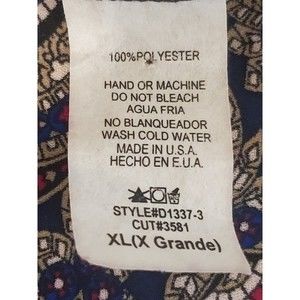 100%POLYESTER
HAND OR MACHINE
DO NOT BLEACH
AGUA FRIA
NO BLANQUEADOR
WASH COLD WATER
MADE IN U.S.A.
HECHO EN E.U.A.
STYLE#D1337-3
CUT#3581
XL(X Grande)